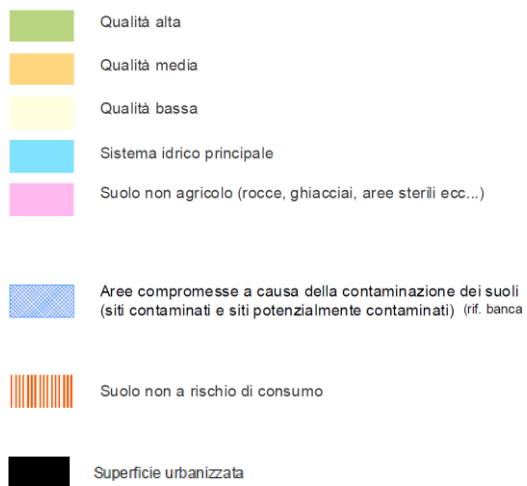 Qualità alta
Qualità media
Qualità bassa
Sistema idrico principale
Suolo non agricolo (rocce, ghiacciai, aree sterili ecc...)
Aree compromesse a causa della contaminazione dei suoli
(siti contaminati e siti potenzialmente contaminati) (rif. banca
Suolo non a rischio di consumo
Superficie urbanizzata